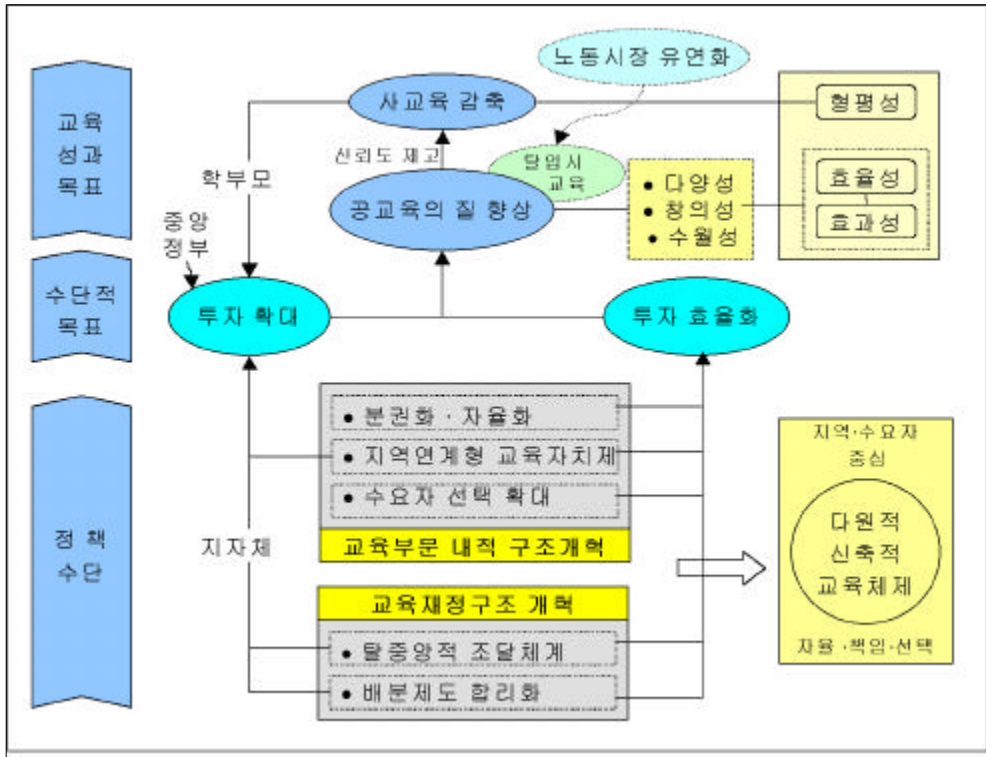 노동시장 유연화
교육
성과
목표
사교육 감축
형평성
신뢰도 제고
탈입시
교육
학부모
공교육의 질 향상
• 다양성
• 창의성
• 수월성
효율성
효과성
중앙
정부
수단적
목표
투자 확대
투자 효율화
정책
수단
• 분권화·자율화
• 지역연계형 교육자치제
• 수요자 선택 확대
교육부문 내적 구조개혁
지자체
교육재정구조 개혁
• 탈중앙적 조달체계
• 배분제도 합리화
지역·수요자
중심
다원적
신축적
교육체제
자율·책임·선택